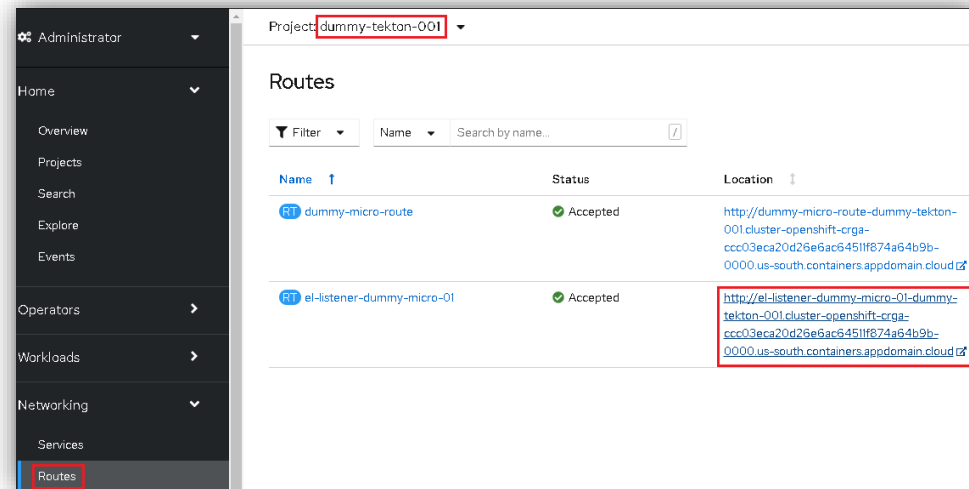 Administrator
Home
Overview
Projects
Search
Explore
Events
Operators
Workloads
Networking
Services
Routes
Project: dummy-tekton-001
Routes
Filter Name Search by name... /
Name Status Location
RT dummy-micro-route Accepted http://dummy-micro-route-dummy-tekton-
001.cluster-openshift-crga-
ccc03eca20d26e6ac64511f874a64b9b-
0000.us-south.containers.appdomain.cloud
RT el-listener-dummy-micro-01 Accepted http://el-listener-dummy-micro-01-dummy-
tekton-001.cluster-openshift-crga-
ccc03eca20d26e6ac64511f874a64b9b-
0000.us-south.containers.appdomain.cloud